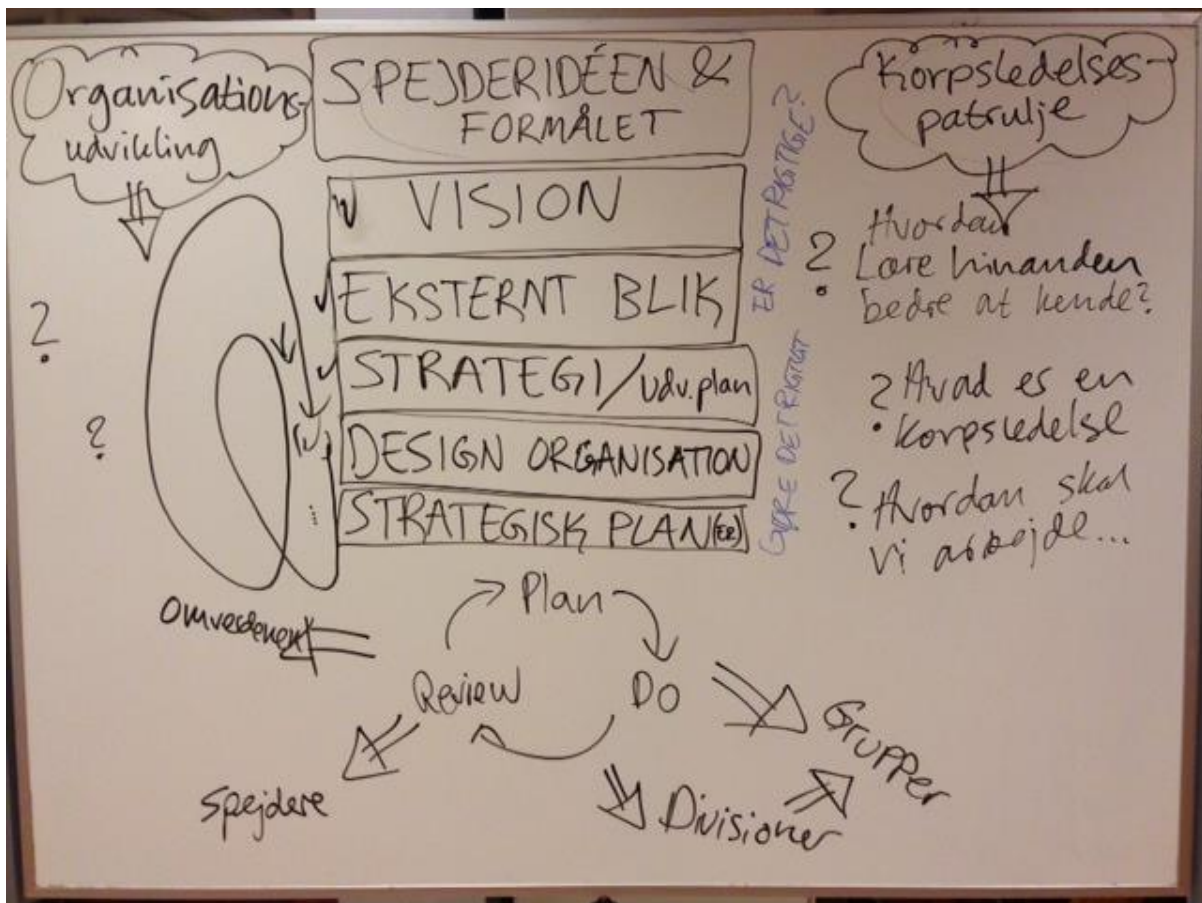 Organisations-
udvikling
?
?
SPEJDERIDÉEN &
FORMÅLET
VISION
EKSTERNT BLIK
STRATEGI/udv.plan
DESIGN ORGANISATION
STRATEGISK PLAN(ER)
GØRE DET RIGTIGT
ER DET RIGTIGE?
Korpsledelses-
patrulje
Hvordan
? Lære hinanden
bedre at kende?
? Hvad er en
korpsledelse
? Hvordan skal
vi arbejde...
Plan
Omverdenen
Review
Do
Grupper
Spejdere
Divisioner